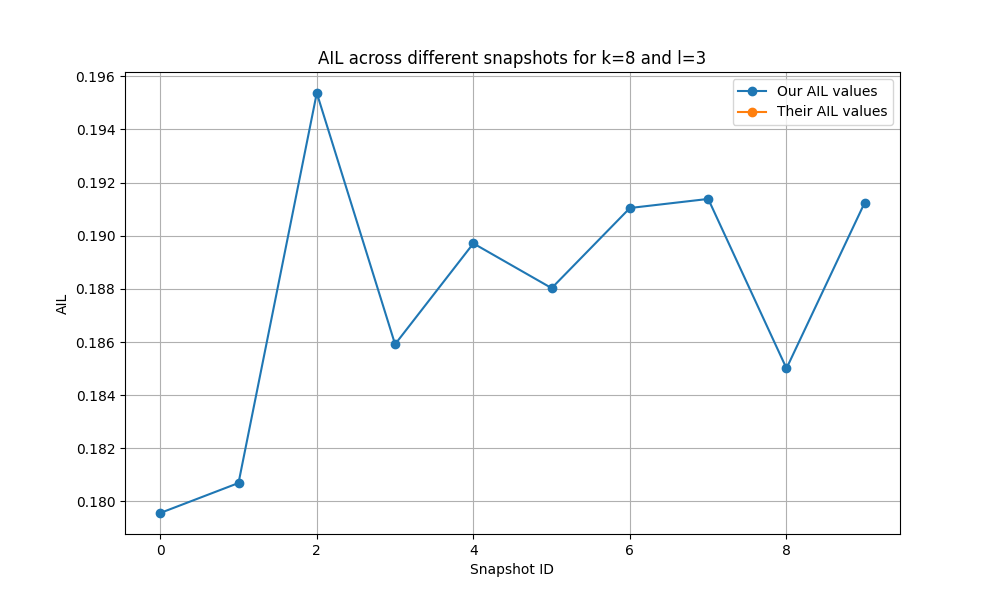 AIL across different snapshots for k=8 and l=3
Our AIL values
Their AIL values
0.196
0.194
0.192
0.190
0.188
0.186
0.184
0.182
0.180
AIL
0
2
4
6
8
Snapshot ID